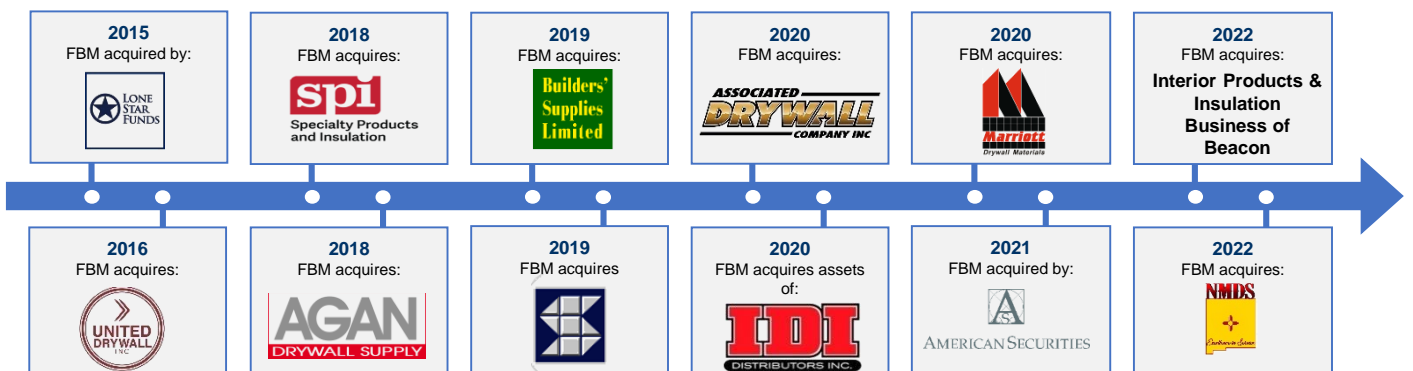 2015
FBM acquired by:
LONE
STAR
FUNDS
2018
FBM acquires:
spi
Specialty Products
and Insulation
2019
FBM acquires:
Builders'
Supplies
Limited
2020
FBM acquires:
ASSOCIATED
DRYWALL
COMPANY INC
2020
FBM acquires:
Marriott
Drywall Materials
2022
FBM acquires:
Interior Products &
Insulation
Business of
Beacon
2016
FBM acquires:
UNITED
DRYWALL
INC
2018
FBM acquires:
AGAN
DRYWALL SUPPLY
2019
FBM acquires
2020
FBM acquires assets
of:
IDI
DISTRIBUTORS INC.
2021
FBM acquired by:
AS
AMERICAN SECURITIES
2022
FBM acquires:
NMDS